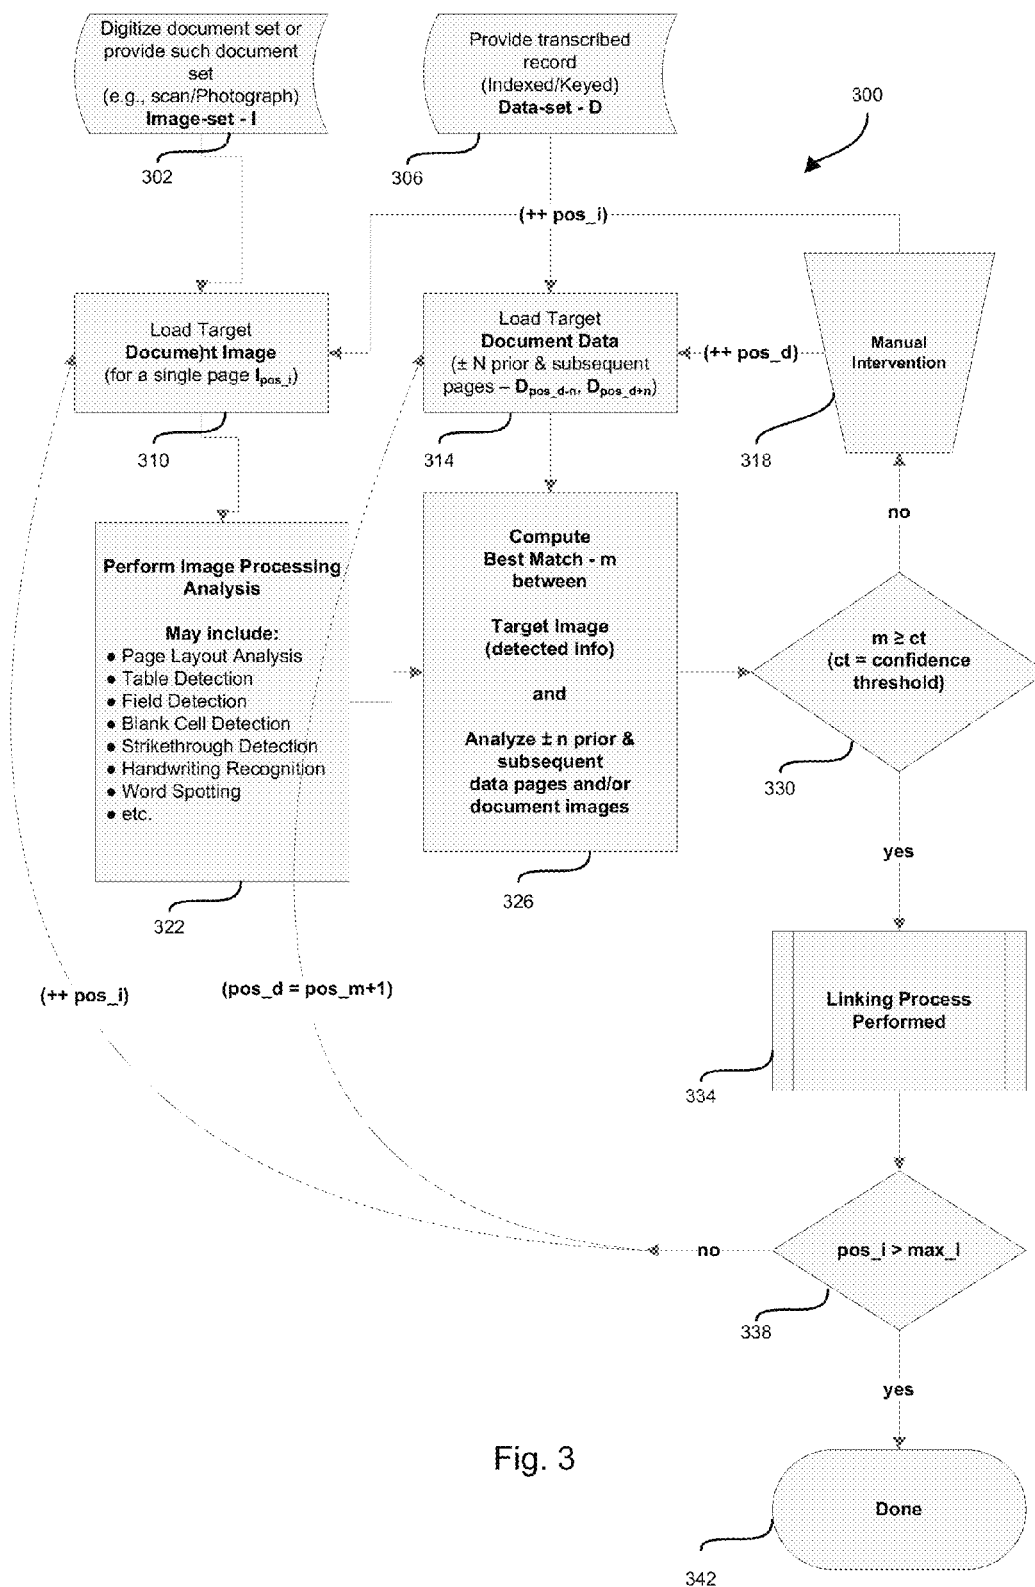 Digitize document set or
provide such document
set
(e.g., scan/Photograph)
Image-set - I
302
Provide transcribed
record
(Indexed/Keyed)
Data-set - D
306
300
(++ pos_i)
Load Target
Document Image
(for a single page I pos_i)
310
Load Target
Document Data
(± N prior & subsequent
pages – D pos_d-n, D pos_d+n)
314
(++ pos_d)
Manual
Intervention
318
no
Perform Image Processing
Analysis
May include:
● Page Layout Analysis
● Table Detection
● Field Detection
● Blank Cell Detection
● Strikethrough Detection
● Handwriting Recognition
● Word Spotting
● etc.
322
Compute
Best Match - m
between
Target Image
(detected info)
and
Analyze ± n prior &
subsequent
data pages and/or
document images
326
m ≥ ct
(ct = confidence
threshold)
330
yes
(++ pos_i)
(pos_d = pos_m+1)
Linking Process
Performed
334
no
pos_i > max_I
338
yes
Fig. 3
Done
342